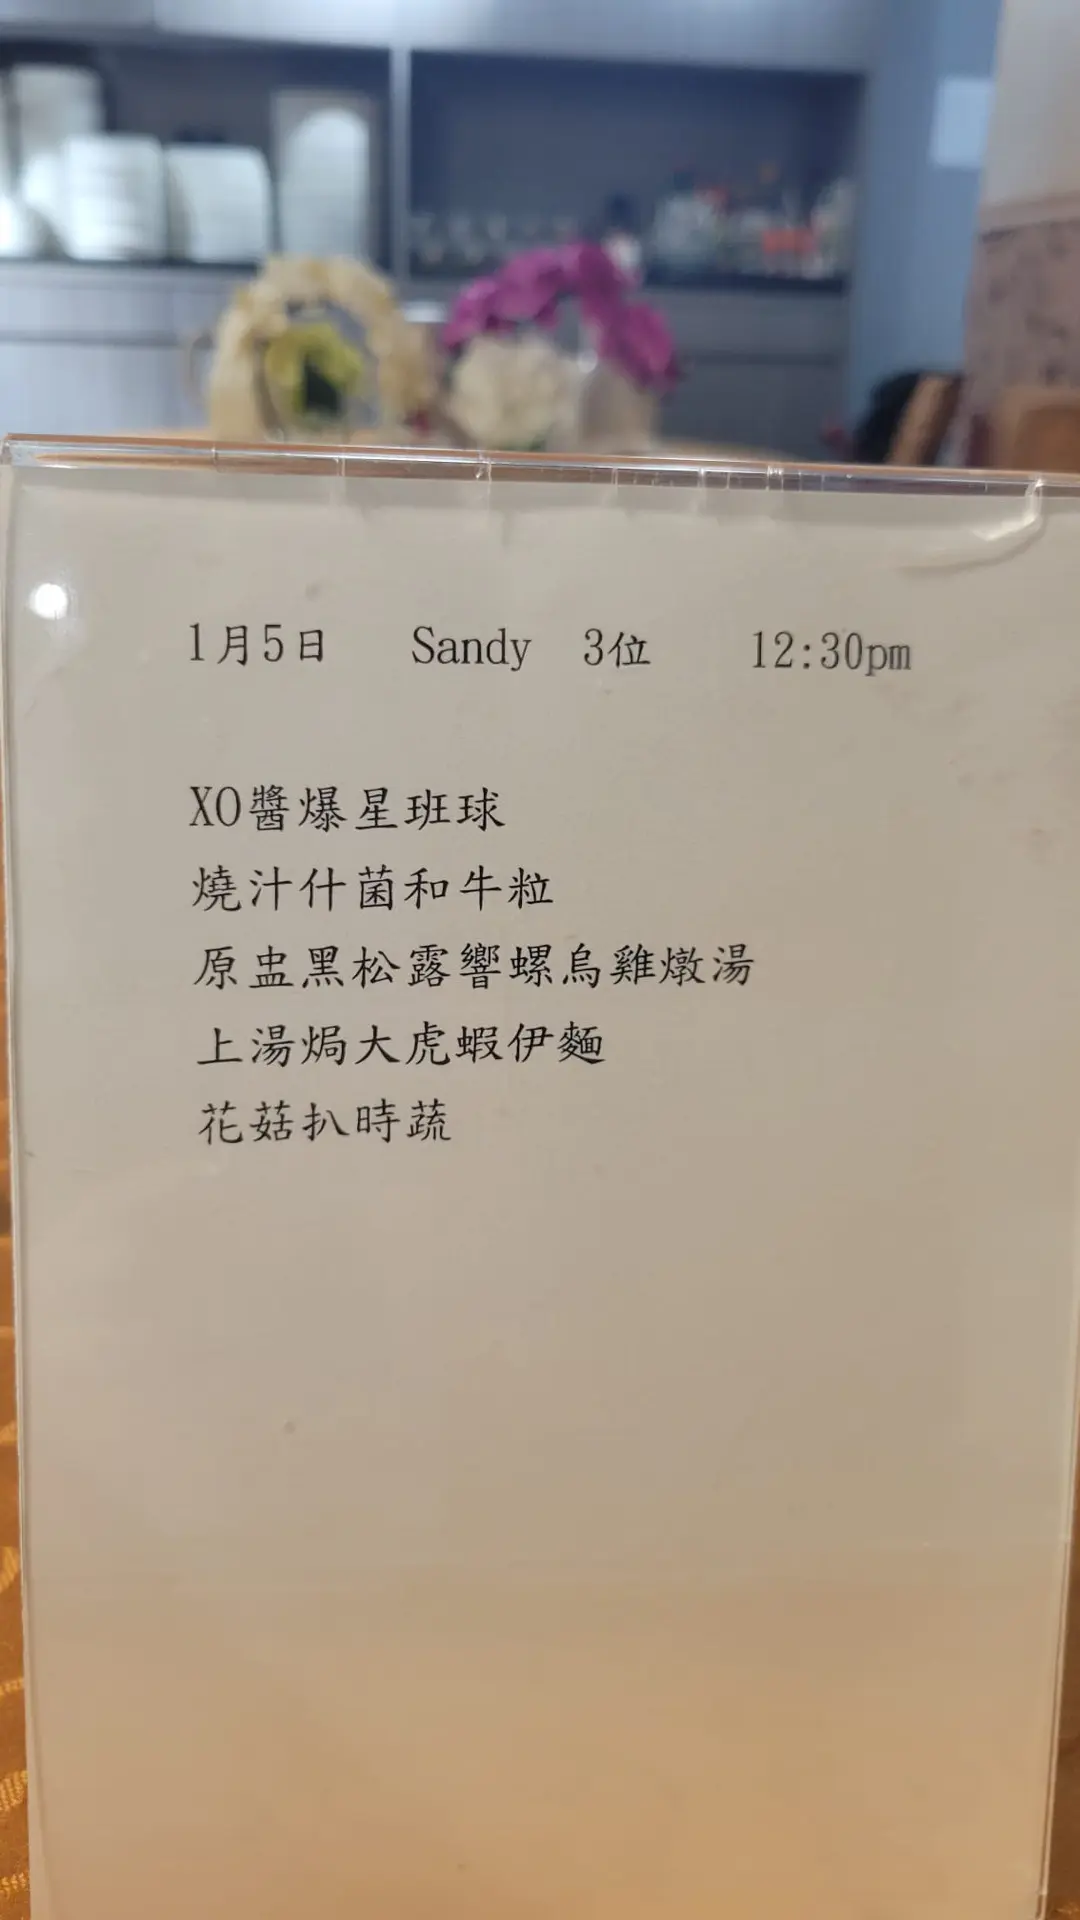 1月5日 Sandy 3位 12:30pm
XO醬爆星班球
燒汁什菌和牛粒
原盅黑松露響螺烏雞燉湯
上湯焗大虎蝦伊麵
花菇扒時蔬